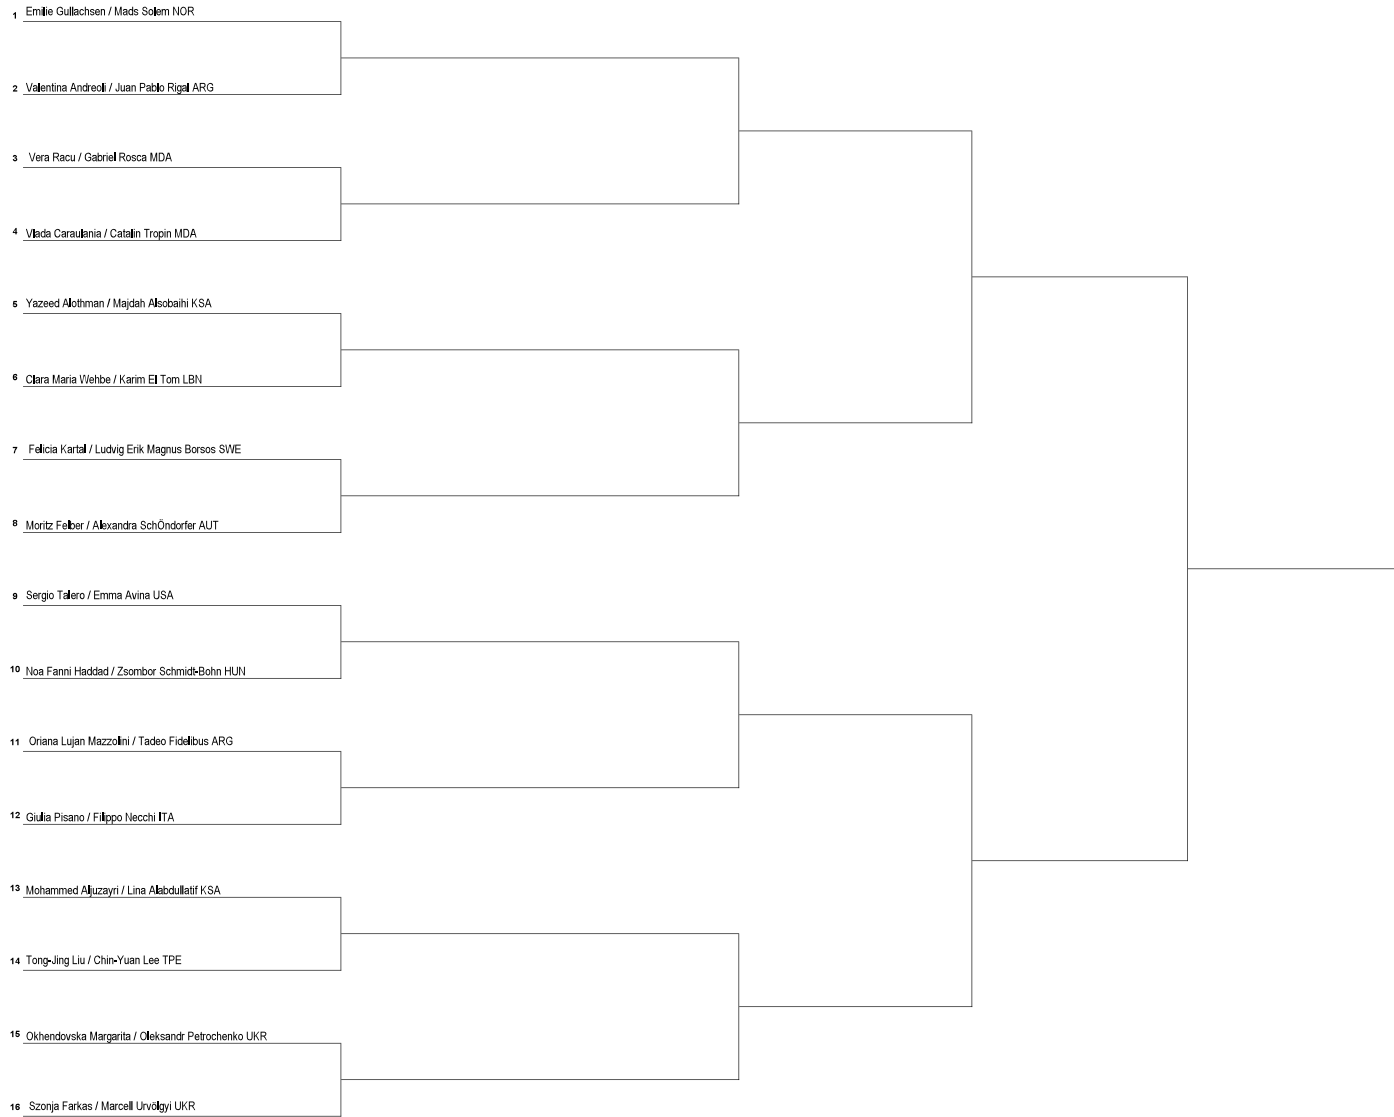 1 Emilie Gullachsen / Mads Solem NOR
2 Valentina Andreoli / Juan Pablo Rigal ARG
3 Vera Racu / Gabriel Rosca MDA
4 Vlada Caraulania / Catalin Tropin MDA
5 Yazeed Alothman / Majdah Alsobaihi KSA
6 Clara Maria Wehbe / Karim El Tom LBN
7 Felicia Kartal / Ludvig Erik Magnus Borsos SWE
8 Moritz Felber / Alexandra SchÖndorfer AUT
9 Sergio Talero / Emma Avina USA
10 Noa Fanni Haddad / Zsombor Schmidt-Bohn HUN
11 Oriana Lujan Mazzolini / Tadeo Fidelibus ARG
12 Giulia Pisano / Filippo Necchi ITA
13 Mohammed Aljuzayri / Lina Alabdullatif KSA
14 Tong-Jing Liu / Chin-Yuan Lee TPE
15 Okhendovska Margarita / Oleksandr Petrochenko UKR
16 Szonja Farkas / Marcell Urvölgyi UKR